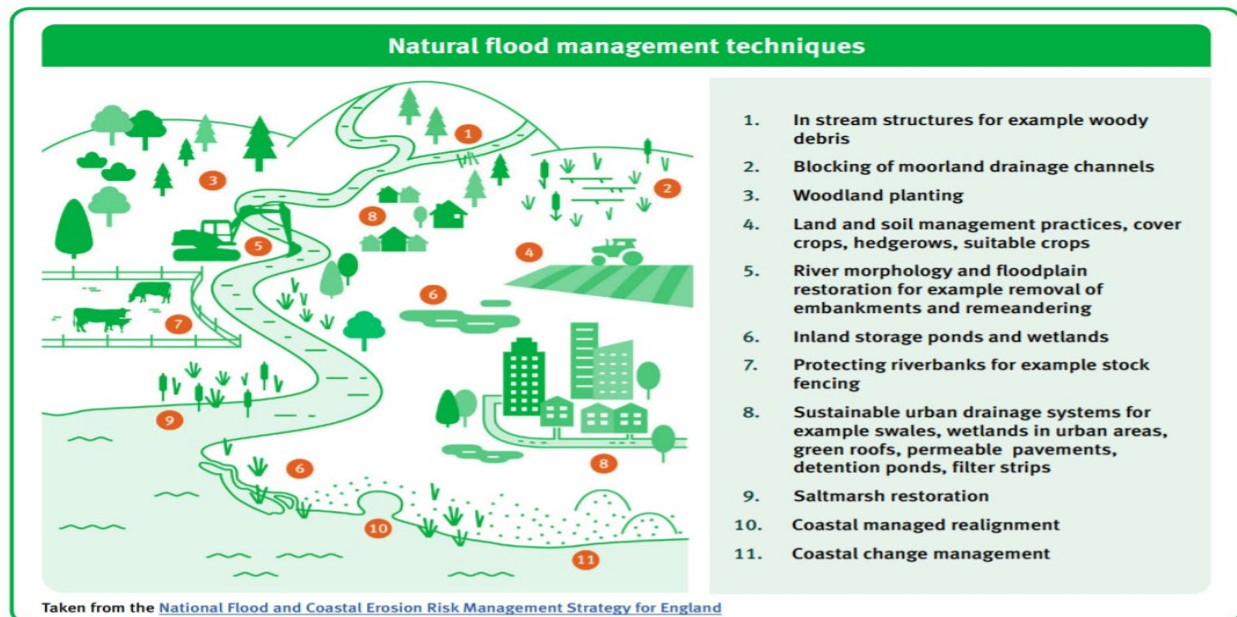 Natural flood management techniques
1. In stream structures for example woody
debris
2. Blocking of moorland drainage channels
3. Woodland planting
4. Land and soil management practices, cover
crops, hedgerows, suitable crops
5. River morphology and floodplain
restoration for example removal of
embankments and remeandering
6. Inland storage ponds and wetlands
7. Protecting riverbanks for example stock
fencing
8. Sustainable urban drainage systems for
example swales, wetlands in urban areas,
green roofs, permeable pavements,
detention ponds, filter strips
9. Saltmarsh restoration
10. Coastal managed realignment
11. Coastal change management
1
3
2
8
5
4
6
7
9
6
8
10
11
Taken from the National Flood and Coastal Erosion Risk Management Strategy for England